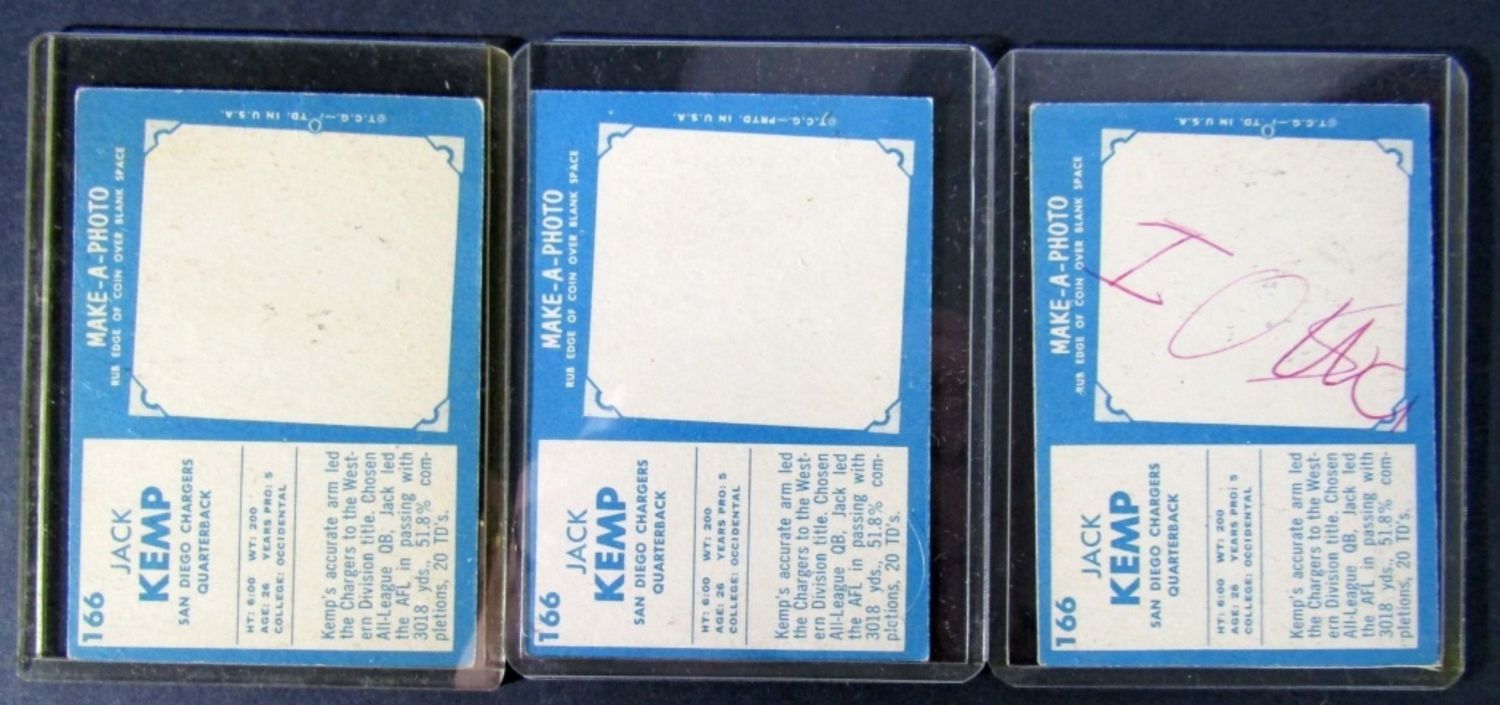 166
JACK
KEMP
SAN DIEGO CHARGERS
QUARTERBACK
HT: 6:00 WT: 200
AGE: 26 YEARS PRO: 5
COLLEGE: OCCIDENTAL
Kemp's accurate arm led
the Chargers to the West-
ern Division title. Chosen
All-League QB, Jack led
the AFL in passing with
3018 yds., 51.8% com-
pletions, 20 TD's.
MAKE-A-PHOTO
RUB EDGE OF COIN OVER BLANK SPACE
©T.C.G.— TD. IN U.S.A.
166
JACK
KEMP
SAN DIEGO CHARGERS
QUARTERBACK
HT: 6:00 WT: 200
AGE: 26 YEARS PRO: 5
COLLEGE: OCCIDENTAL
Kemp's accurate arm led
the Chargers to the West-
ern Division title. Chosen
All-League QB, Jack led
the AFL in passing with
3018 yds., 51.8% com-
pletions, 20 TD's.
MAKE-A-PHOTO
RUB EDGE OF COIN OVER BLANK SPACE
©T.C.G.—PRTD. IN U.S.A.
166
JACK
KEMP
SAN DIEGO CHARGERS
QUARTERBACK
HT: 6:00 WT: 200
AGE: 26 YEARS PRO: 5
COLLEGE: OCCIDENTAL
Kemp's accurate arm led
the Chargers to the West-
ern Division title. Chosen
All-League QB, Jack led
the AFL in passing with
3018 yds., 51.8% com-
pletions, 20 TD's.
MAKE-A-PHOTO
RUB EDGE OF COIN OVER BLANK SPACE
©T.C.G.— TD. IN U.S.A.